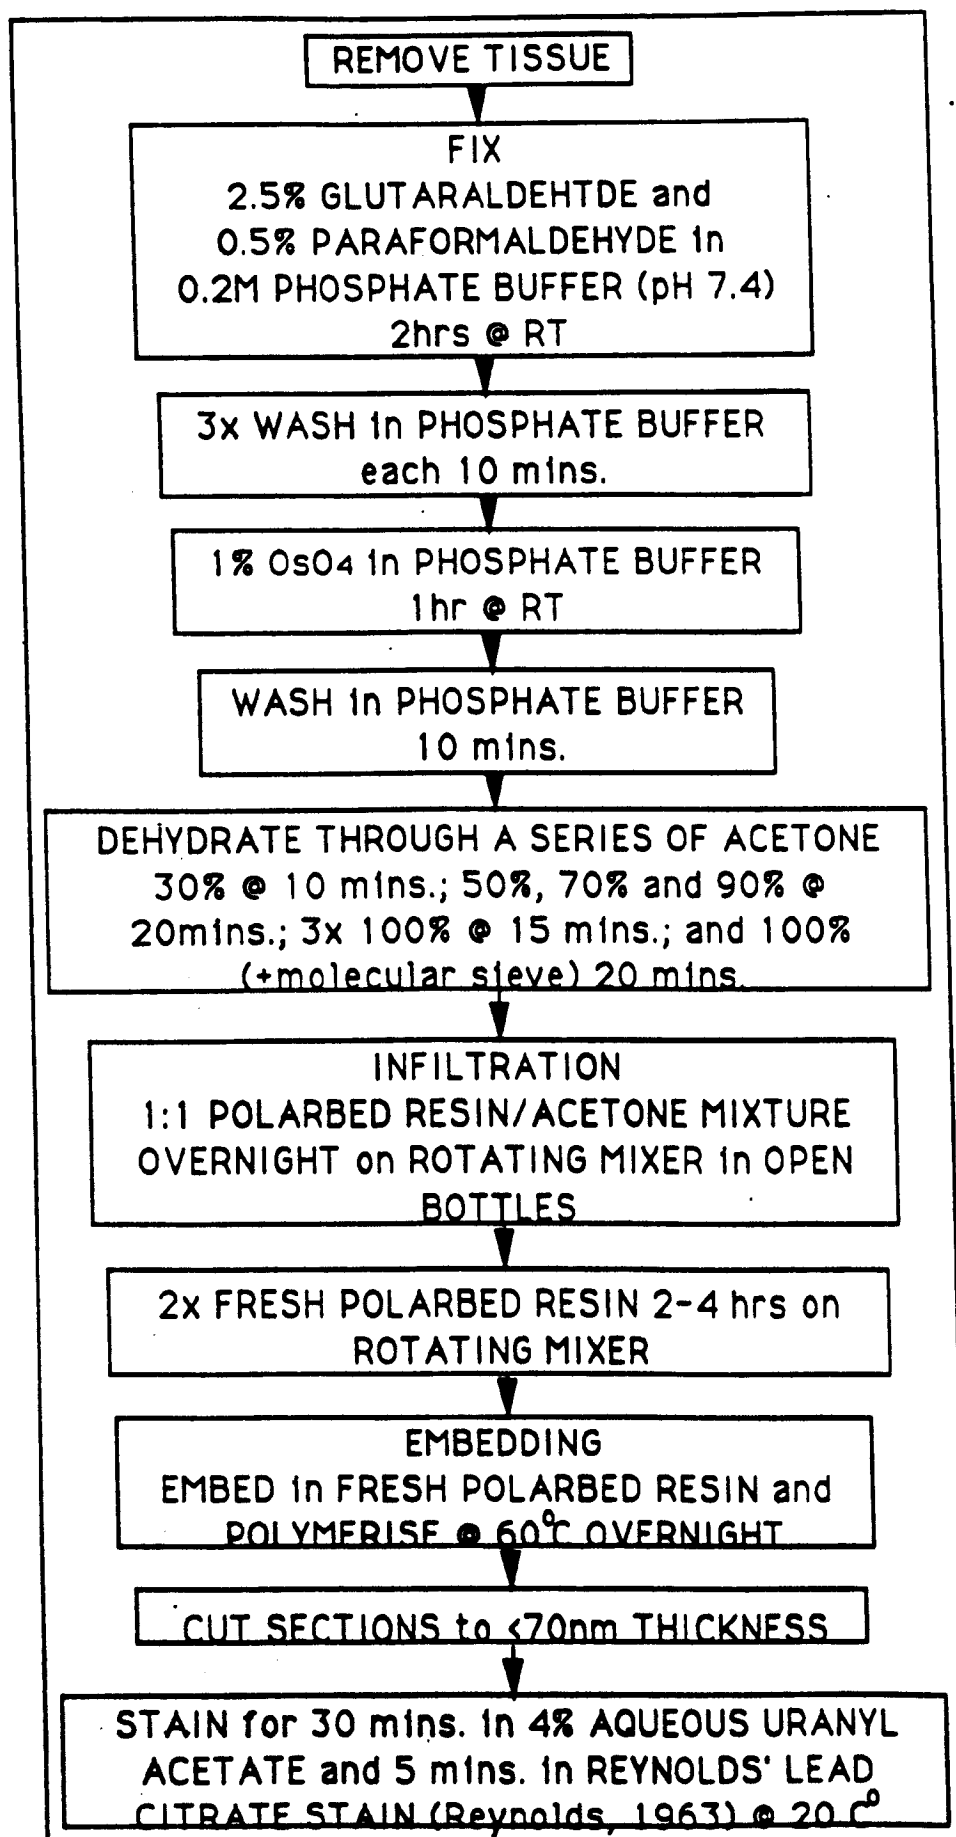 REMOVE TISSUE
FIX
2.5% GLUTARALDEHTDE and
0.5% PARAFORMALDEHYDE in
0.2M PHOSPHATE BUFFER (pH 7.4)
2hrs @ RT
3x WASH in PHOSPHATE BUFFER
each 10 mins.
1% OsO4 in PHOSPHATE BUFFER
1hr @ RT
WASH in PHOSPHATE BUFFER
10 mins.
DEHYDRATE THROUGH A SERIES OF ACETONE
30% @ 10 mins.; 50%, 70% and 90% @
20mins.; 3x 100% @ 15 mins.; and 100%
(+molecular sieve) 20 mins.
INFILTRATION
1:1 POLARBED RESIN/ACETONE MIXTURE
OVERNIGHT on ROTATING MIXER in OPEN
BOTTLES
2x FRESH POLARBED RESIN 2-4 hrs on
ROTATING MIXER
EMBEDDING
EMBED in FRESH POLARBED RESIN and
POLYMERISE @ 60°C OVERNIGHT
CUT SECTIONS to <70nm THICKNESS
STAIN for 30 mins. in 4% AQUEOUS URANYL
ACETATE and 5 mins. in REYNOLDS' LEAD
CITRATE STAIN (Reynolds, 1963) @ 20 C°